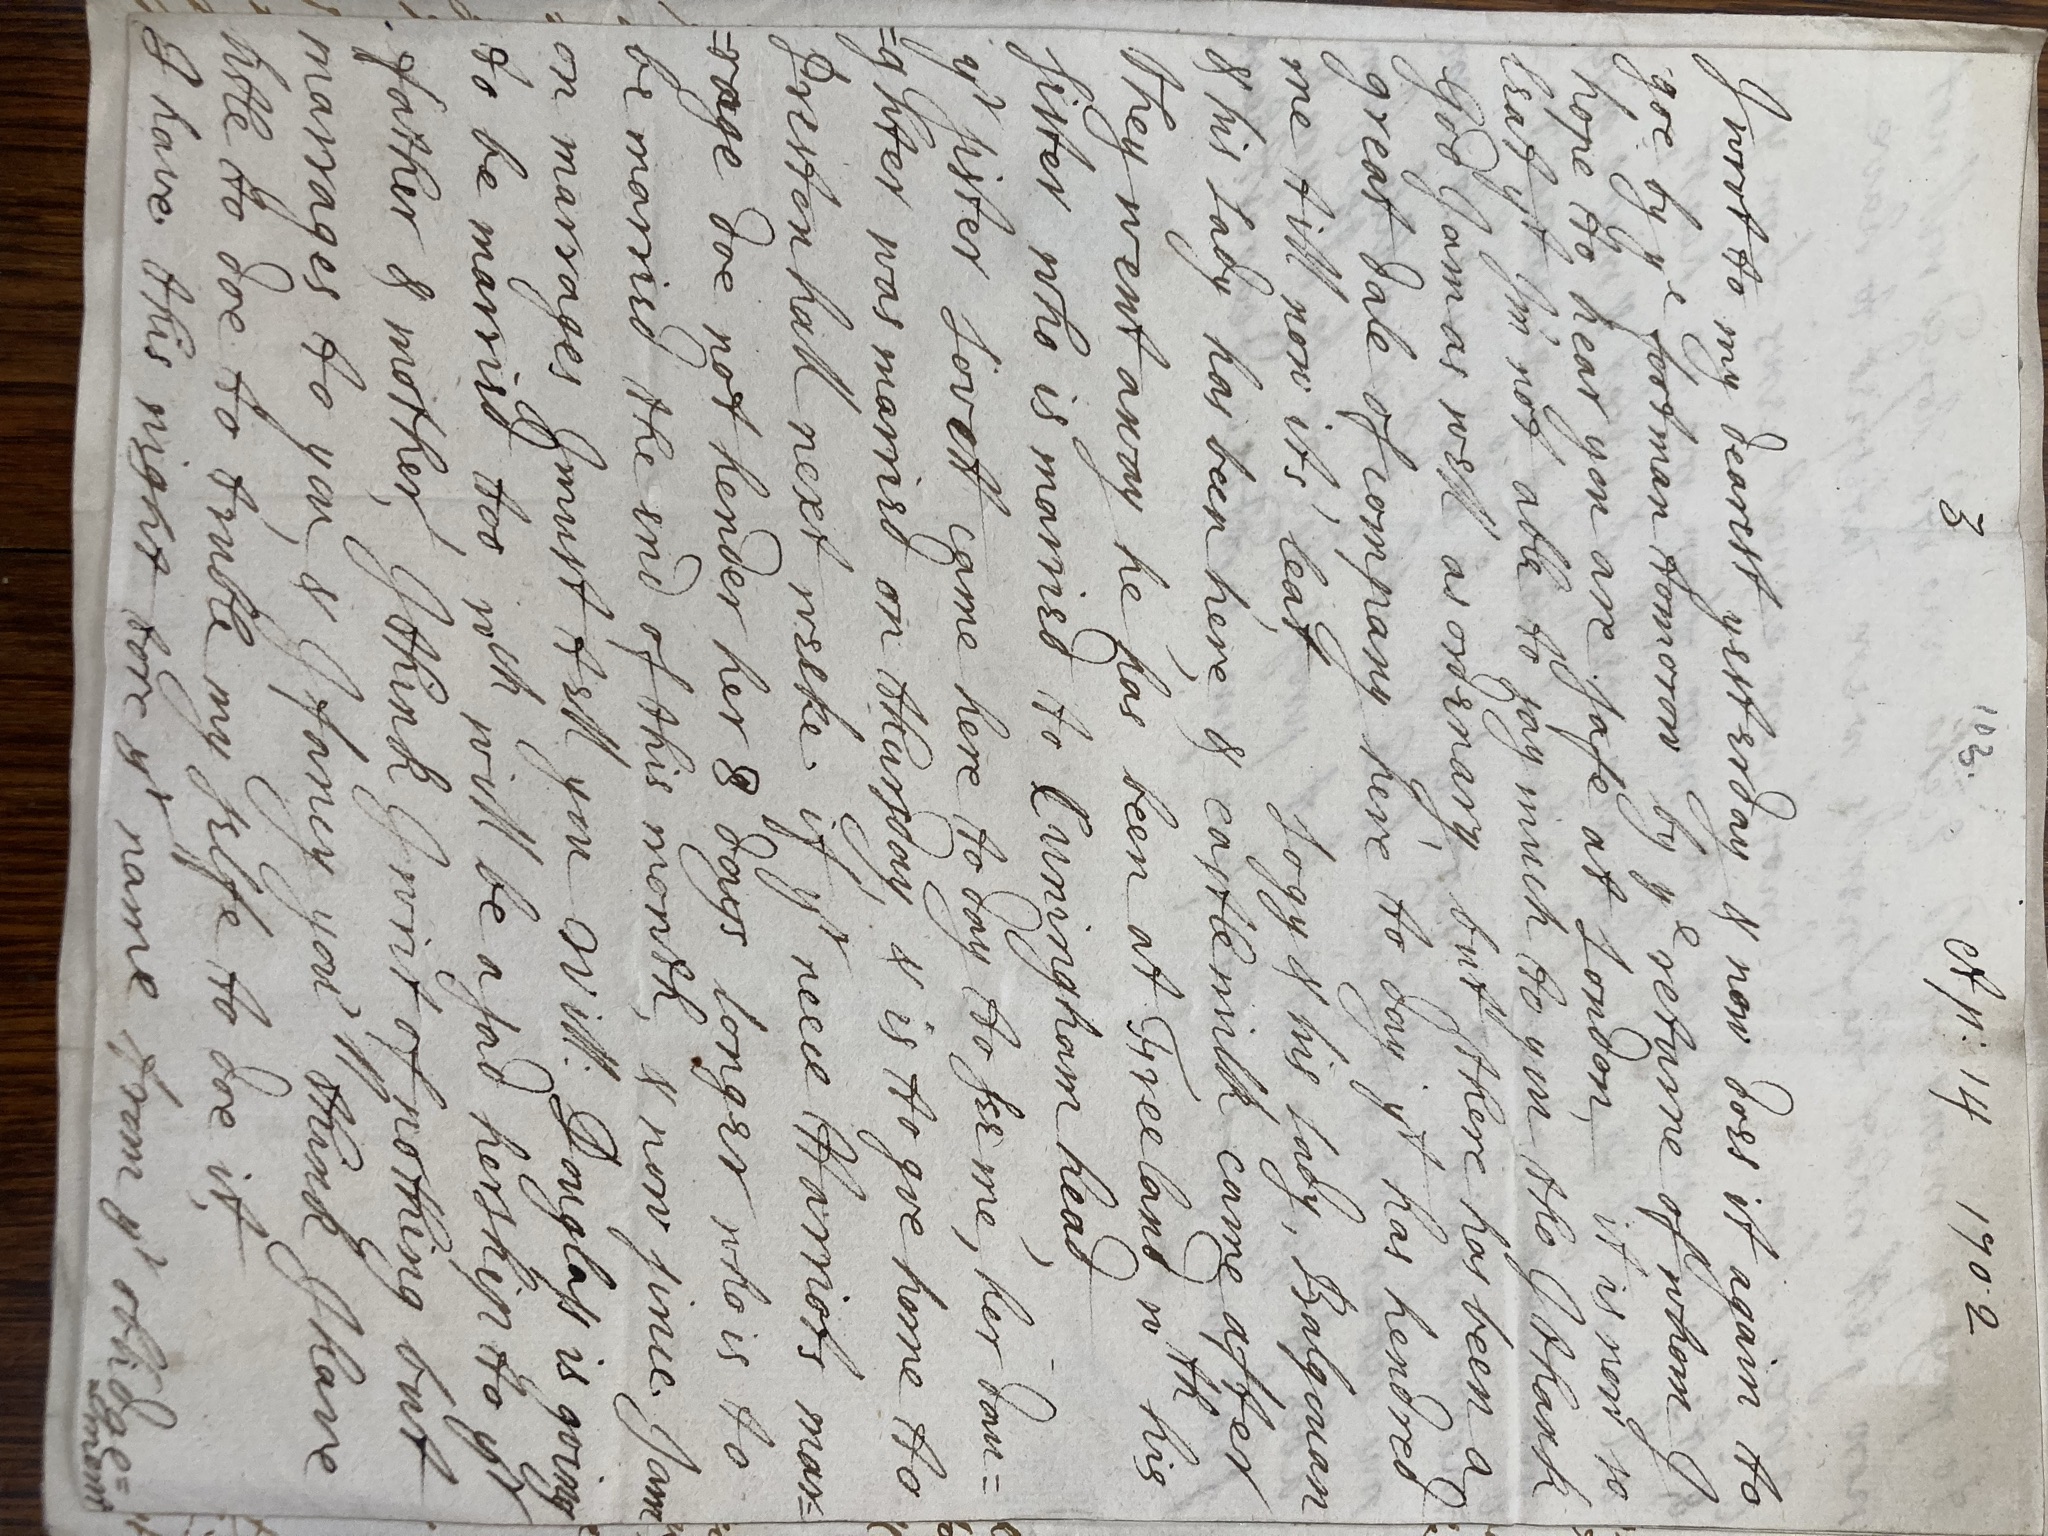 3 103. Ap: 14 1702
I wrot to my dearest yesterday & now does it again to
goe by ye footman tomorow by ye returne of whom I
hope to hear you are safe at London, it is now so
leat yt I'm not able to say much to you tho I thank
God I am as well as ordenary, but there has been a
great dale of company here to day yt has hendred
me till now its' leat, Logy & his Lady, Balgouan
& his Lady has been here, & castlemilk came after
they went away he has been at Freeland wth his
sister who is married to Cuningham head,
yr sister Lovatt came here to day to see me, her dau=
=ghter was married on thursday, & is to goe home to
Preston hall next weeke. if yr neece Harriots mar=
=rage doe not hender her 8 days longer who is to
be married the end of this month, & now since I am
on marrages I must tell you Will: Douglass is going
to be married too, wch will be a sad hership to yr
father & mother, I think I writ of nothing but
marrages to you, & I fancy you'll think I have
litle to doe to truble my selfe to doe it,
I have this night tore yr name from yr oblidge=
=ment